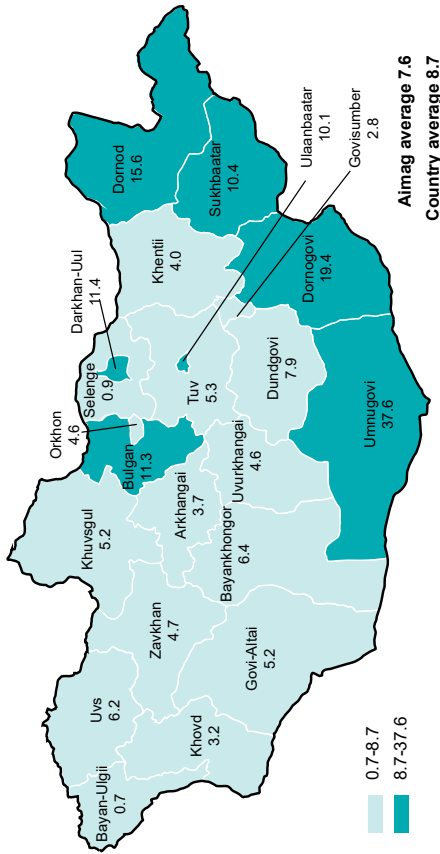 Bayan-Ulgii
0.7
Uvs
6.2
Khovd
3.2
Zavkhan
4.7
Govi-Altai
5.2
Khuvsgul
5.2
Orkhon
4.6
Bulgan
11.3
Arkhangai
3.7
Bayankhongor
6.4
Uvurkhangai
4.6
Selenge
0.9
Darkhan-Uul
11.4
Tuv
5.3
Khentii
4.0
Dundgovi
7.9
Umnugovi
37.6
Dornod
15.6
Sukhbaatar
10.4
Dornogovi
19.4
Ulaanbaatar
10.1
Govisumber
2.8
0.7-8.7
8.7-37.6
Aimag average 7.6
Country average 8.7